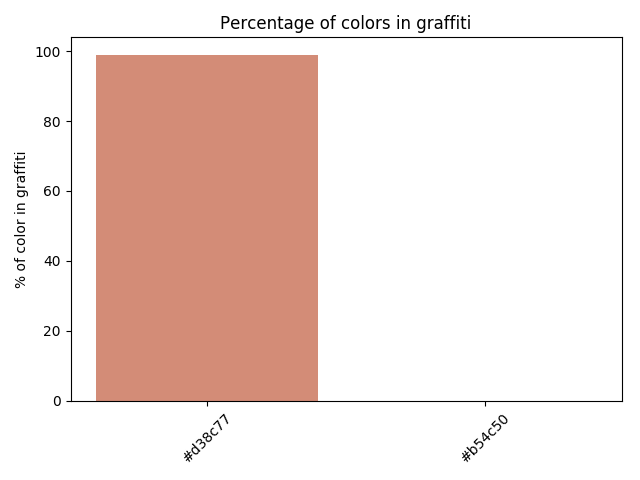 Percentage of colors in graffiti
% of color in graffiti
100
80
60
40
20
0
#d38c77
#b54c50